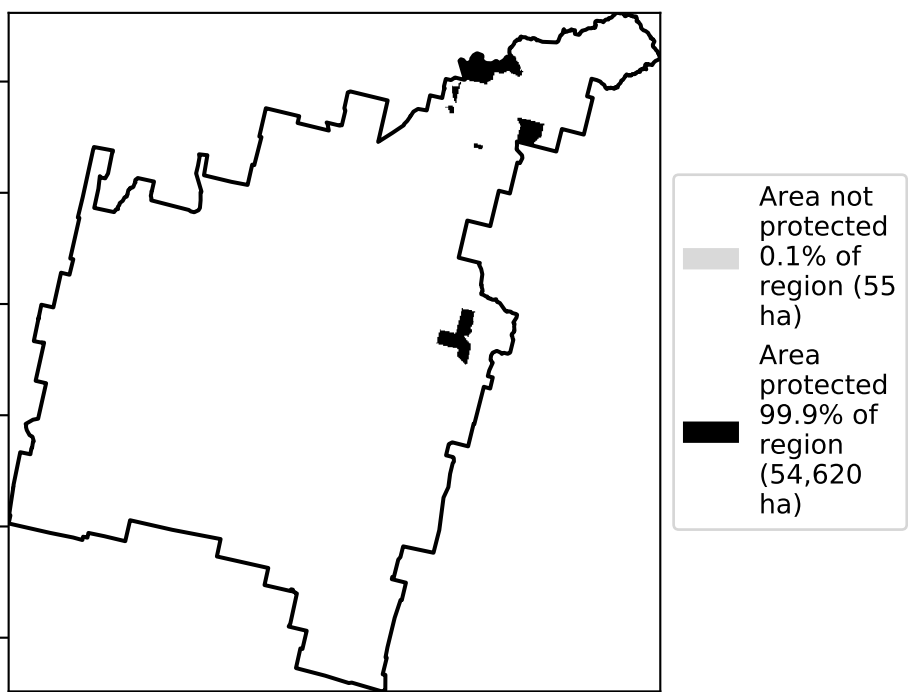 Area not
protected
0.1% of
region (55
ha)
Area
protected
99.9% of
region
(54,620
ha)